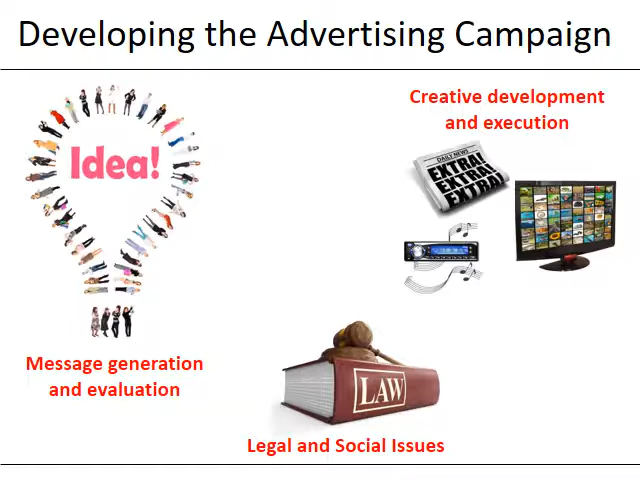 Developing the Advertising Campaign
Idea!
Creative development
and execution
DAILY NEWS
EXTRA!
EXTRA!
EXTRA!
Message generation
and evaluation
LAW
Legal and Social Issues